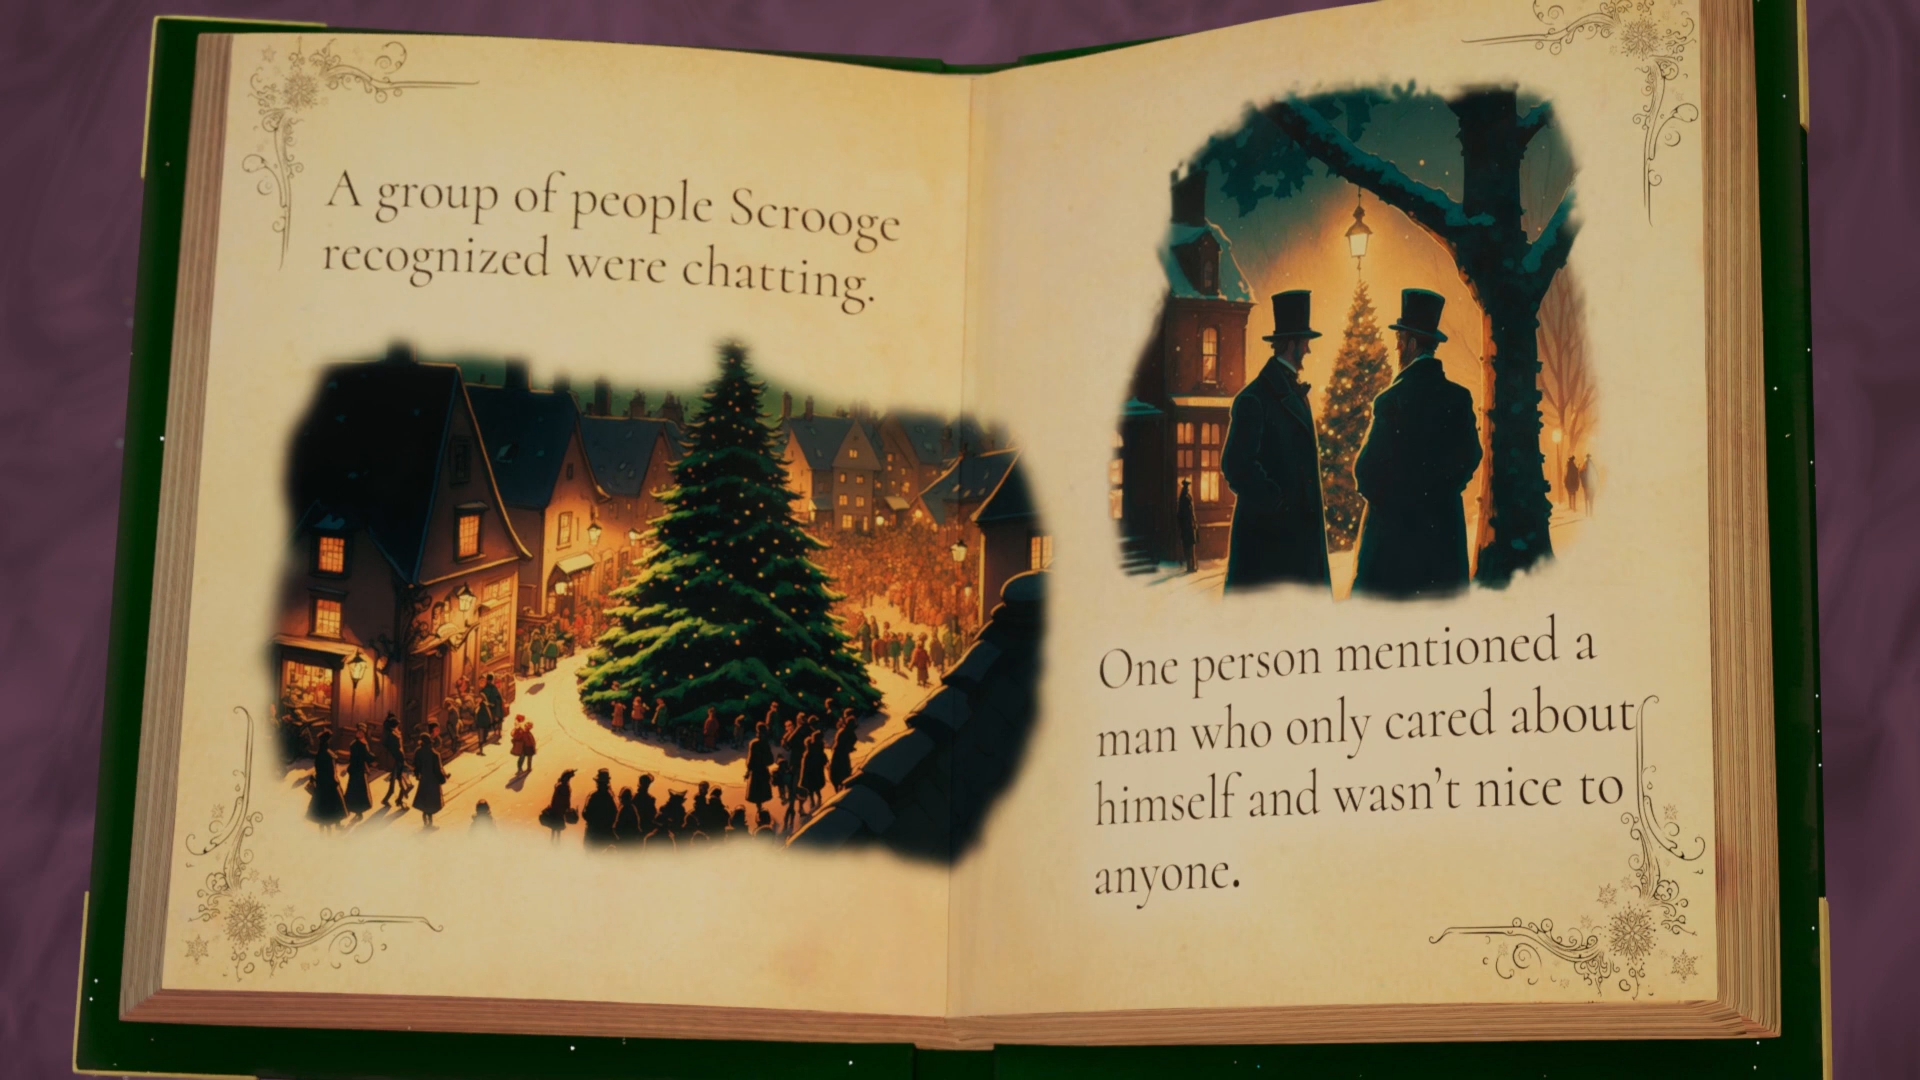 A group of people Scrooge
recognized were chatting.
One person mentioned a
man who only cared about
himself and wasn't nice to
anyone.